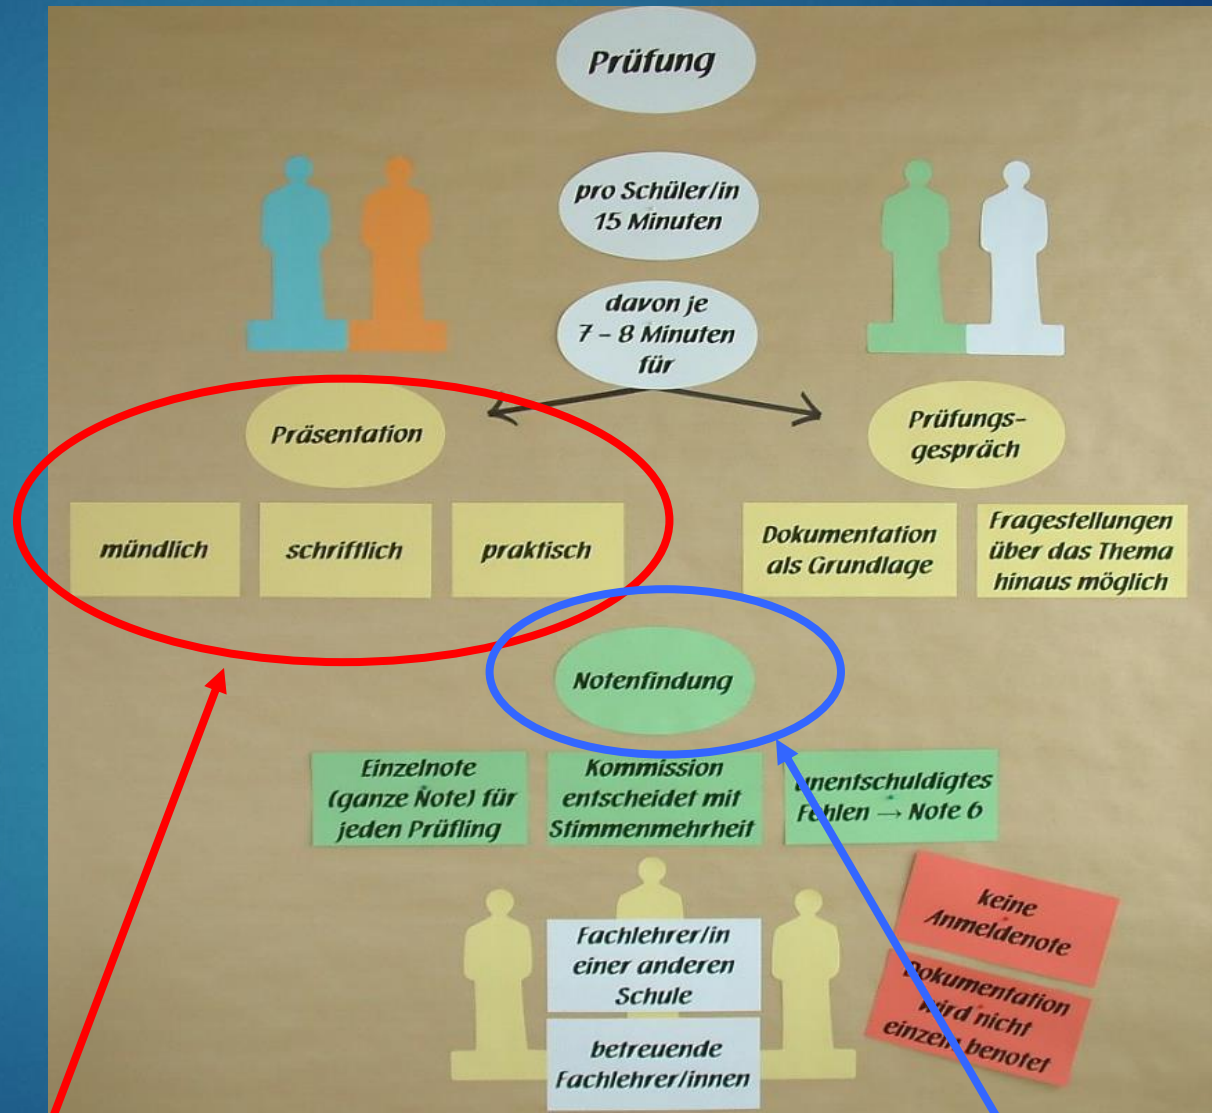 Prüfung
pro Schüler/in
15 Minuten
davon je
7 – 8 Minuten
für
Präsentation
Prüfungs-
gespräch
mündlich
schriftlich
praktisch
Dokumentation
als Grundlage
Fragestellungen
über das Thema
hinaus möglich
Notenfindung
Einzelnote
(ganze Note) für
jeden Prüfling
Kommission
entscheidet mit
Stimmenmehrheit
unentschuldigtes
Fehlen → Note 6
keine
Anmeldenote
Fachlehrer/in
einer anderen
Schule
Dokumentation
wird nicht
einzeln benotet
betreuende
Fachlehrer/innen